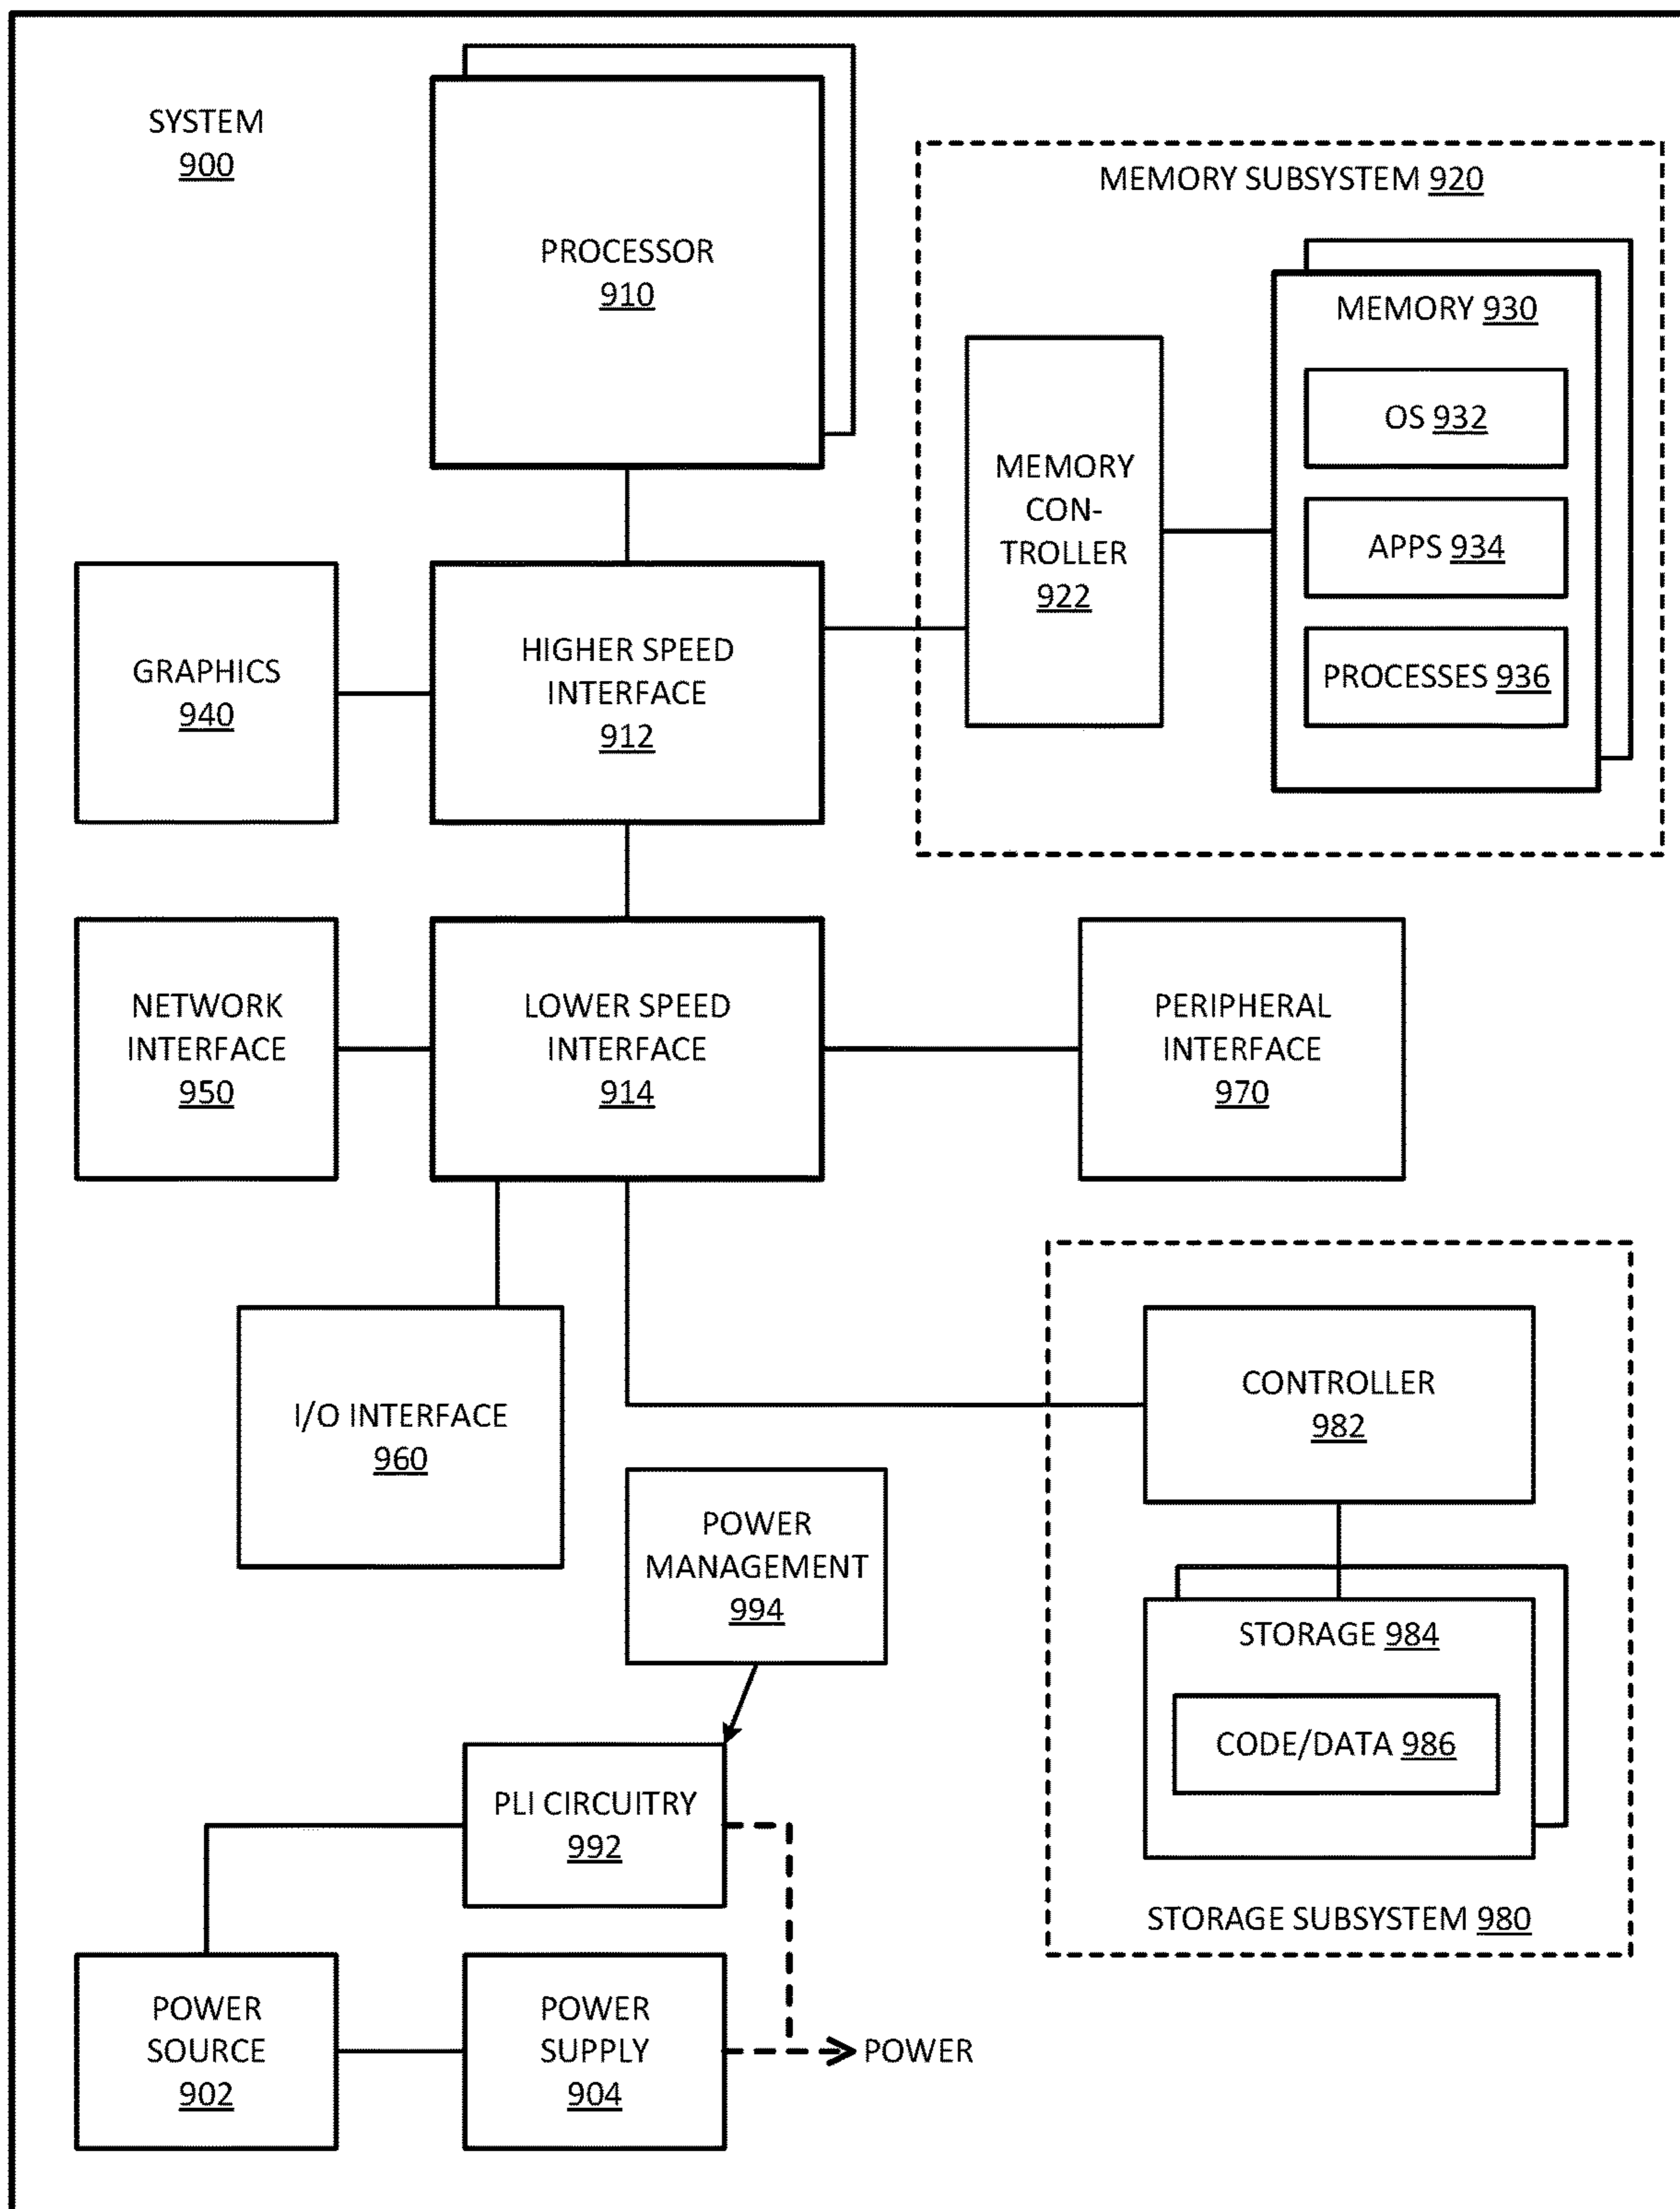 SYSTEM
900
PROCESSOR
910
MEMORY SUBSYSTEM 920
MEMORY 930
OS 932
APPS 934
PROCESSES 936
MEMORY
CON-
TROLLER
922
GRAPHICS
940
HIGHER SPEED
INTERFACE
912
NETWORK
INTERFACE
950
LOWER SPEED
INTERFACE
914
PERIPHERAL
INTERFACE
970
I/O INTERFACE
960
CONTROLLER
982
POWER
MANAGEMENT
994
STORAGE 984
CODE/DATA 986
STORAGE SUBSYSTEM 980
PLI CIRCUITRY
992
POWER
SOURCE
902
POWER
SUPPLY
904
POWER